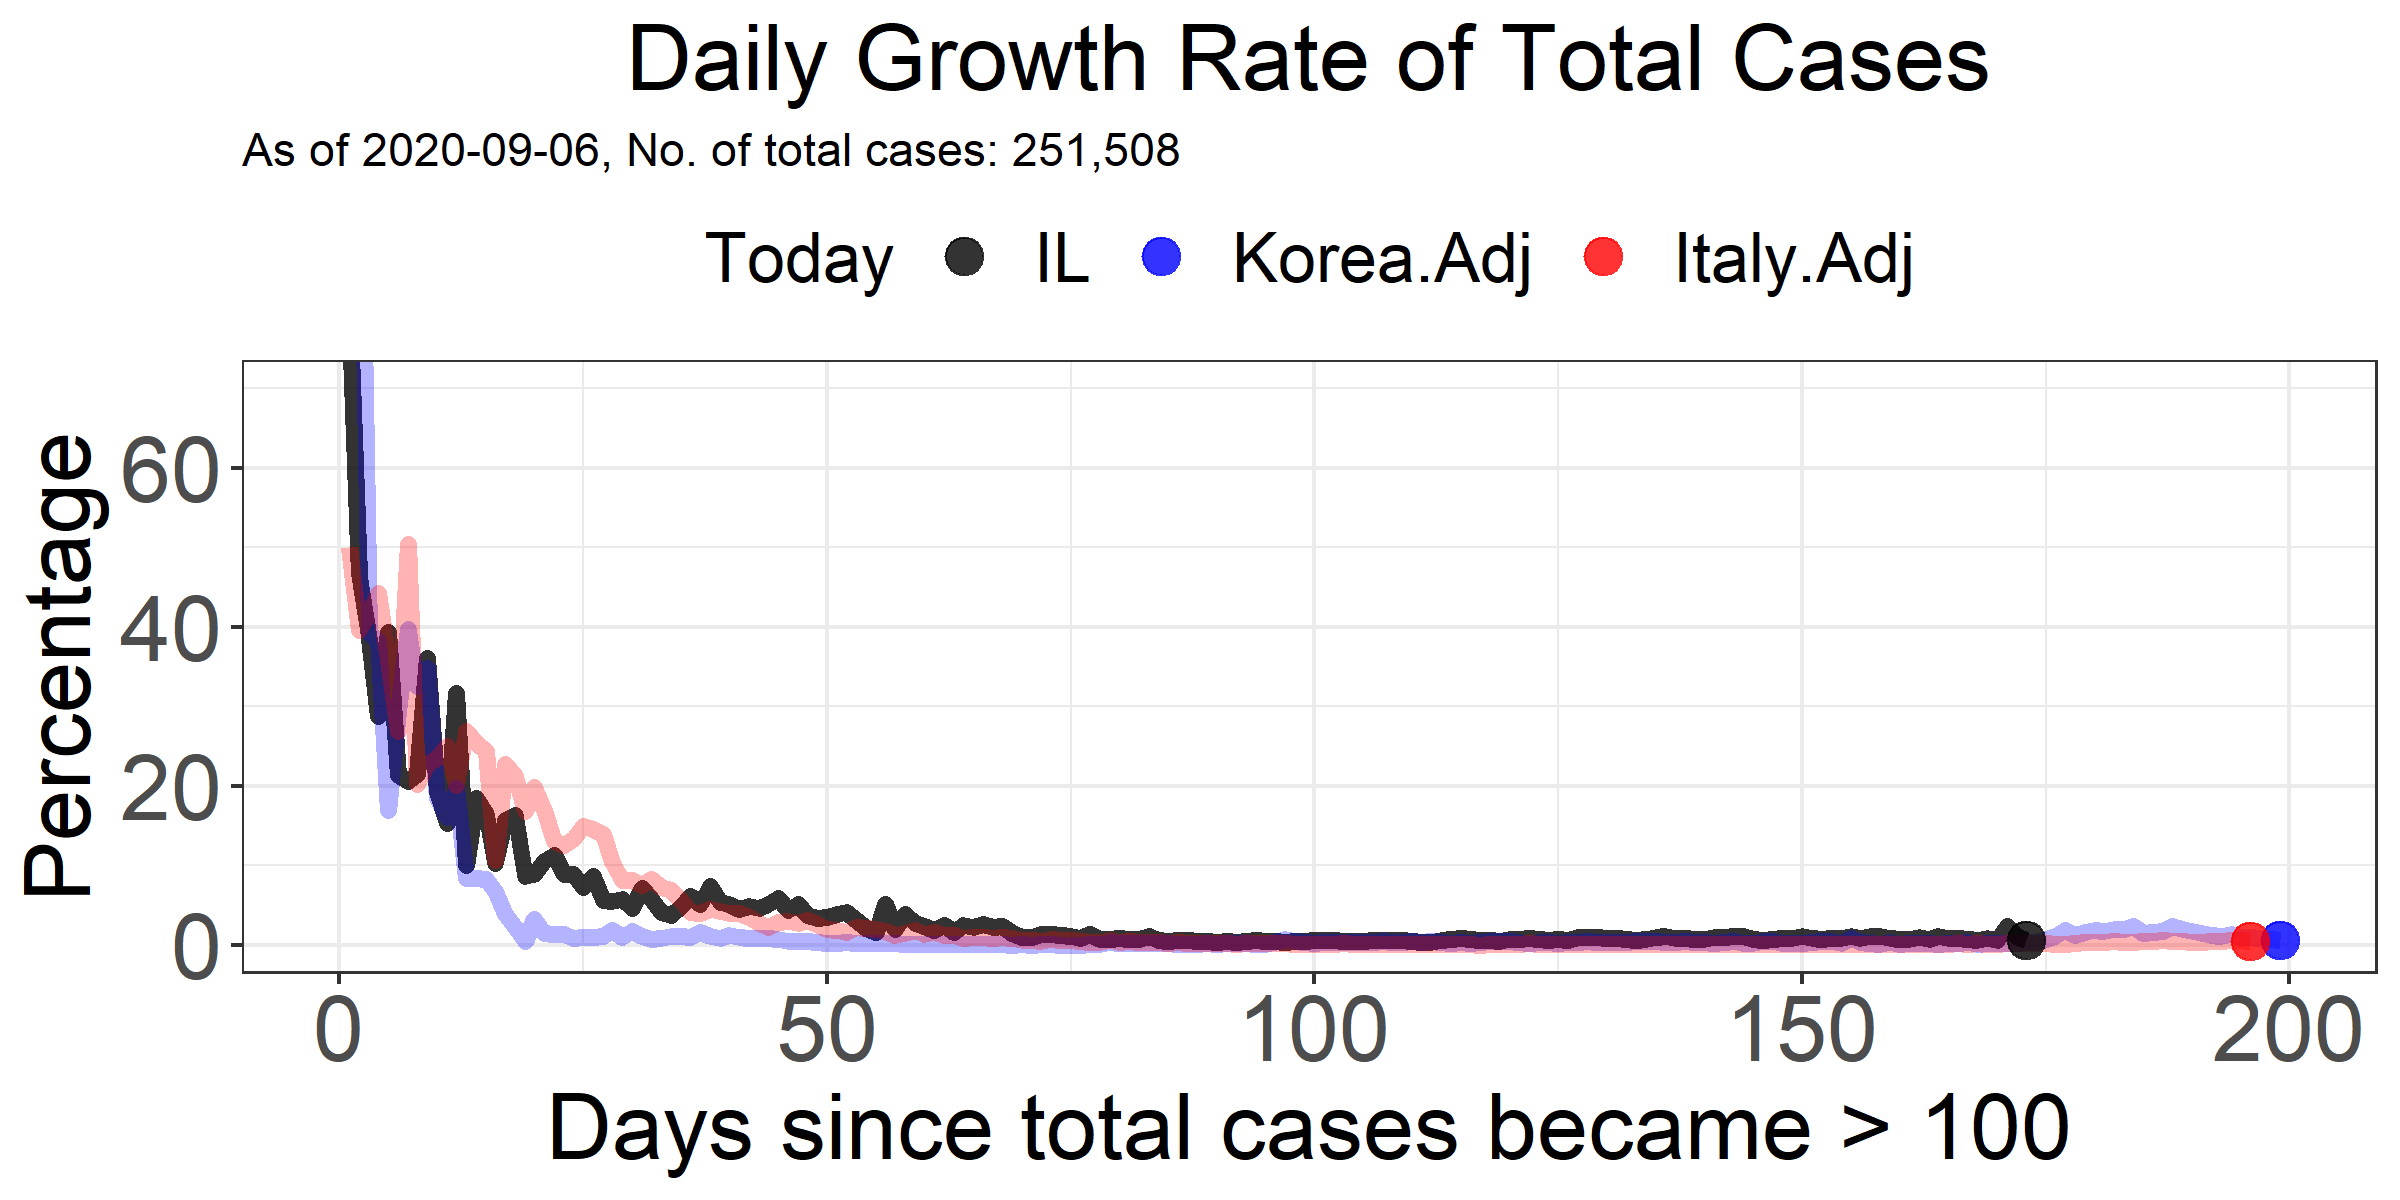 Daily Growth Rate of Total Cases
As of 2020-09-06, No. of total cases: 251,508
Today IL Korea.Adj Italy.Adj
Percentage
60
40
20
0
0 50 100 150 200
Days since total cases became > 100